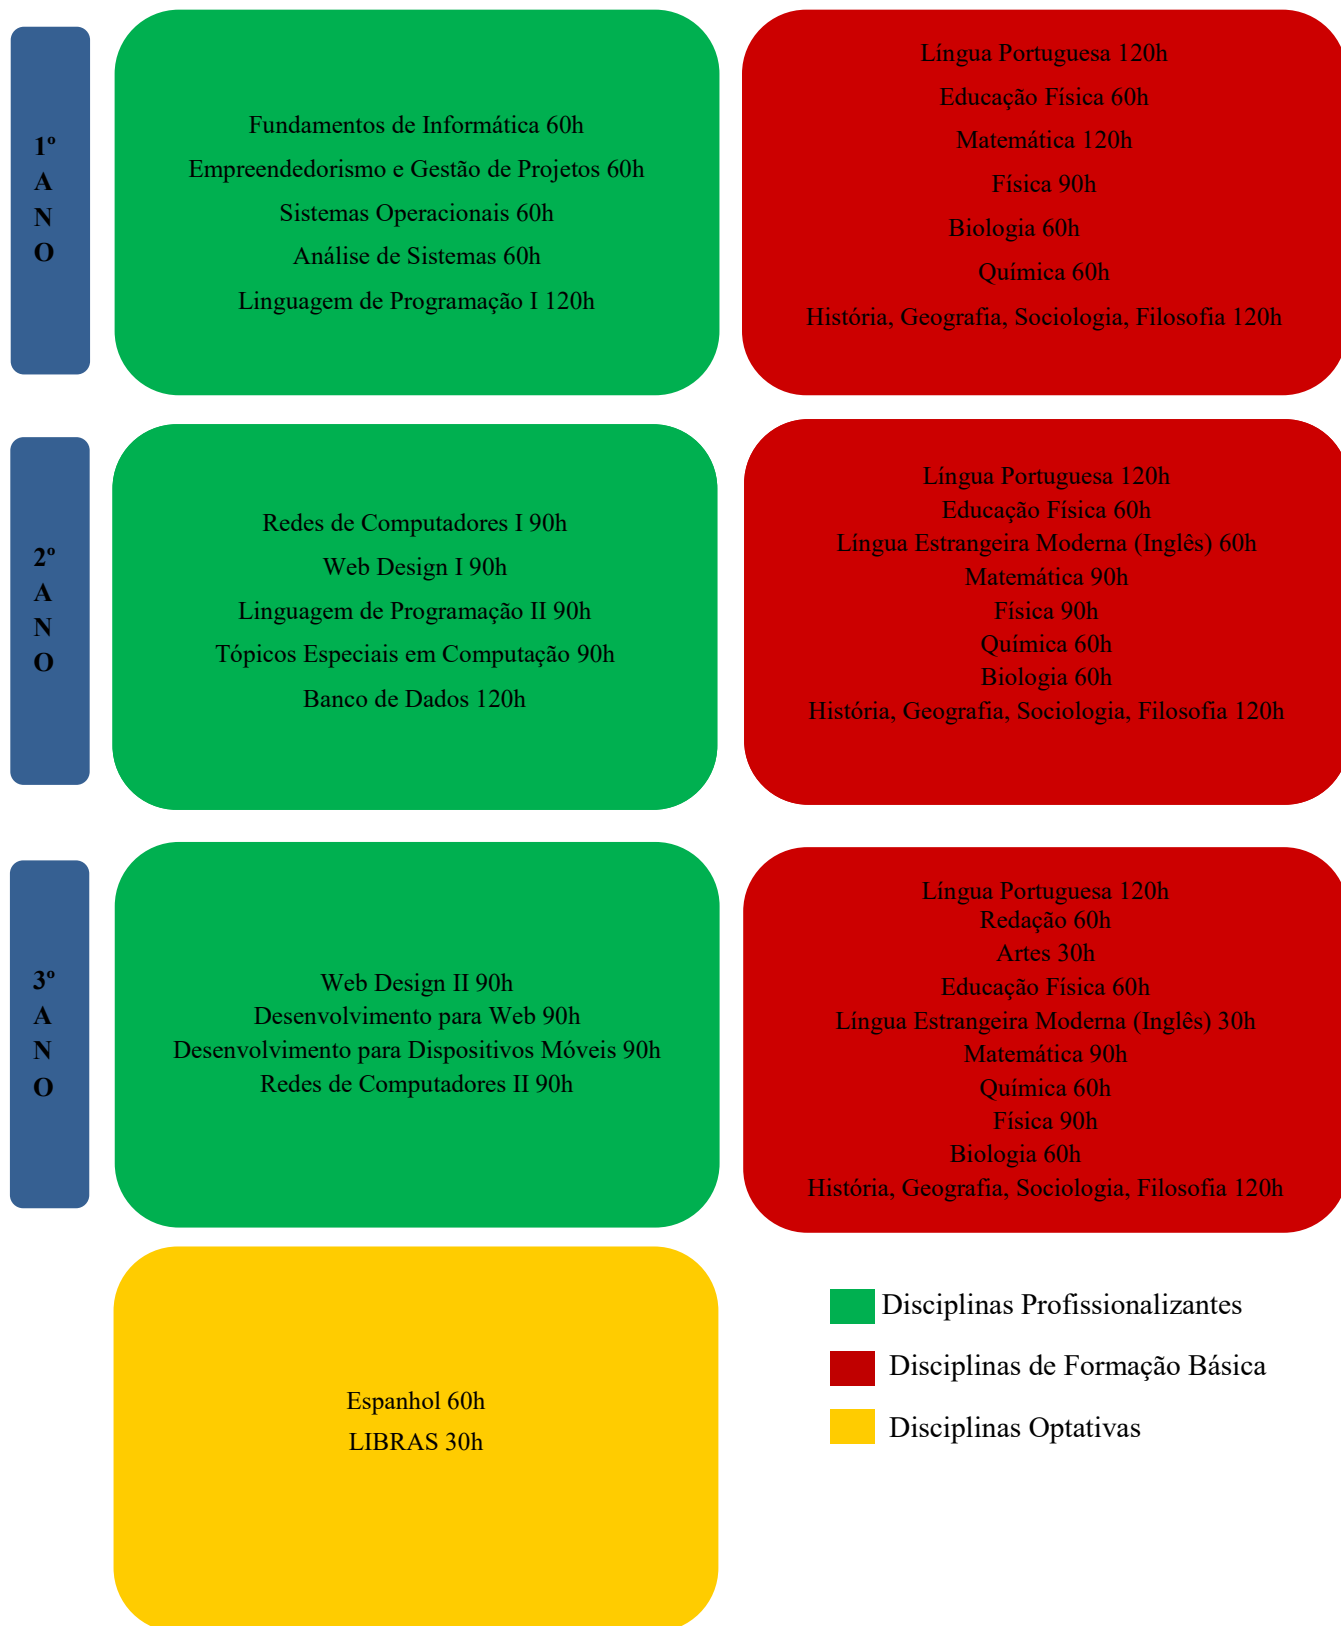 1º
A
N
O
Fundamentos de Informática 60h
Empreendedorismo e Gestão de Projetos 60h
Sistemas Operacionais 60h
Análise de Sistemas 60h
Linguagem de Programação I 120h
Língua Portuguesa 120h
Educação Física 60h
Matemática 120h
Física 90h
Biologia 60h
Química 60h
História, Geografia, Sociologia, Filosofia 120h
2º
A
N
O
Redes de Computadores I 90h
Web Design I 90h
Linguagem de Programação II 90h
Tópicos Especiais em Computação 90h
Banco de Dados 120h
Língua Portuguesa 120h
Educação Física 60h
Língua Estrangeira Moderna (Inglês) 60h
Matemática 90h
Física 90h
Química 60h
Biologia 60h
História, Geografia, Sociologia, Filosofia 120h
3º
A
N
O
Web Design II 90h
Desenvolvimento para Web 90h
Desenvolvimento para Dispositivos Móveis 90h
Redes de Computadores II 90h
Língua Portuguesa 120h
Redação 60h
Artes 30h
Educação Física 60h
Língua Estrangeira Moderna (Inglês) 30h
Matemática 90h
Química 60h
Física 90h
Biologia 60h
História, Geografia, Sociologia, Filosofia 120h
Espanhol 60h
LIBRAS 30h
Disciplinas Profissionalizantes
Disciplinas de Formação Básica
Disciplinas Optativas